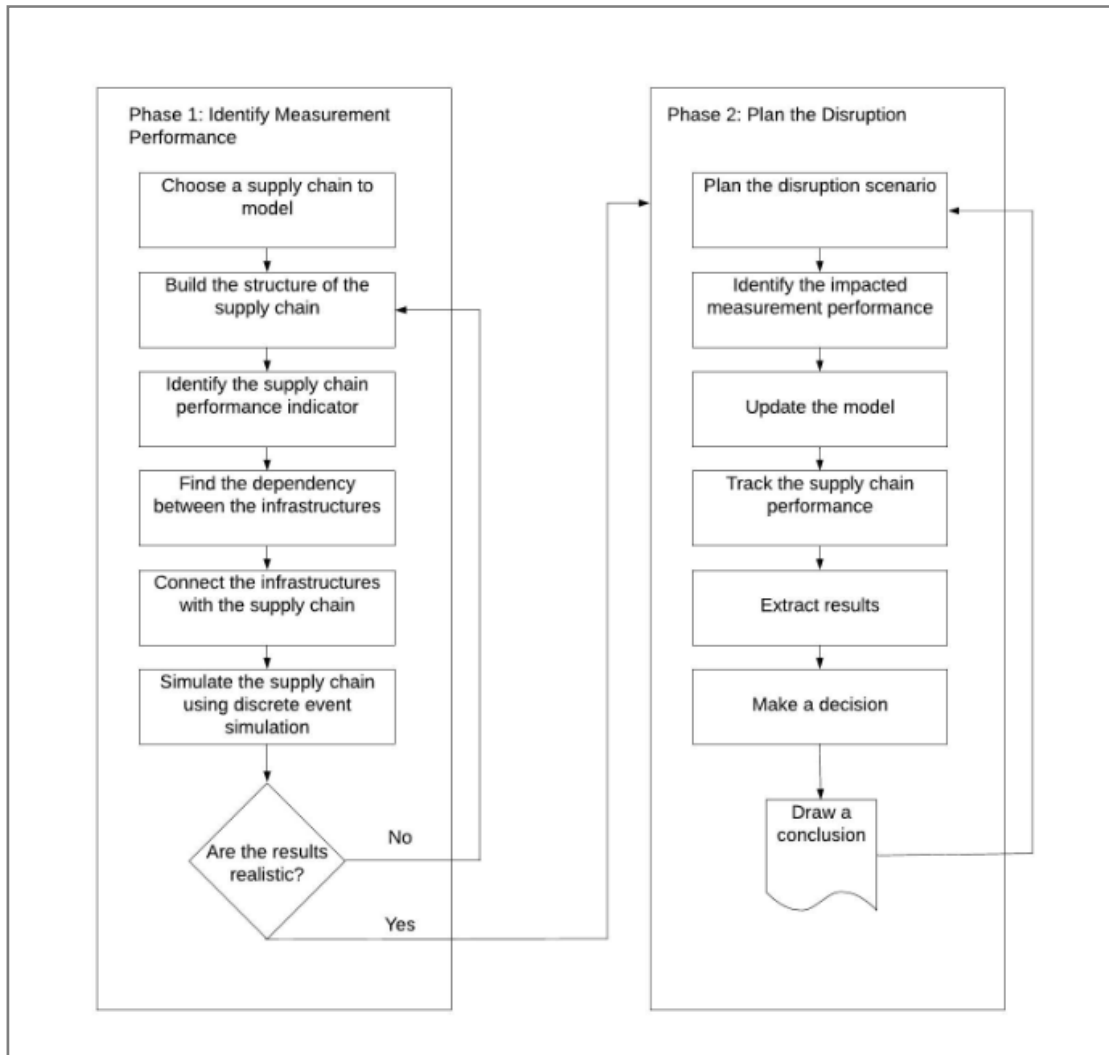 Phase 1: Identify Measurement
Performance
Choose a supply chain to
model
Build the structure of the
supply chain
Identify the supply chain
performance indicator
Find the dependency
between the infrastructures
Connect the infrastructures
with the supply chain
Simulate the supply chain
using discrete event
simulation
Are the results
realistic?
No
Yes
Phase 2: Plan the Disruption
Plan the disruption scenario
Identify the impacted
measurement performance
Update the model
Track the supply chain
performance
Extract results
Make a decision
Draw a
conclusion